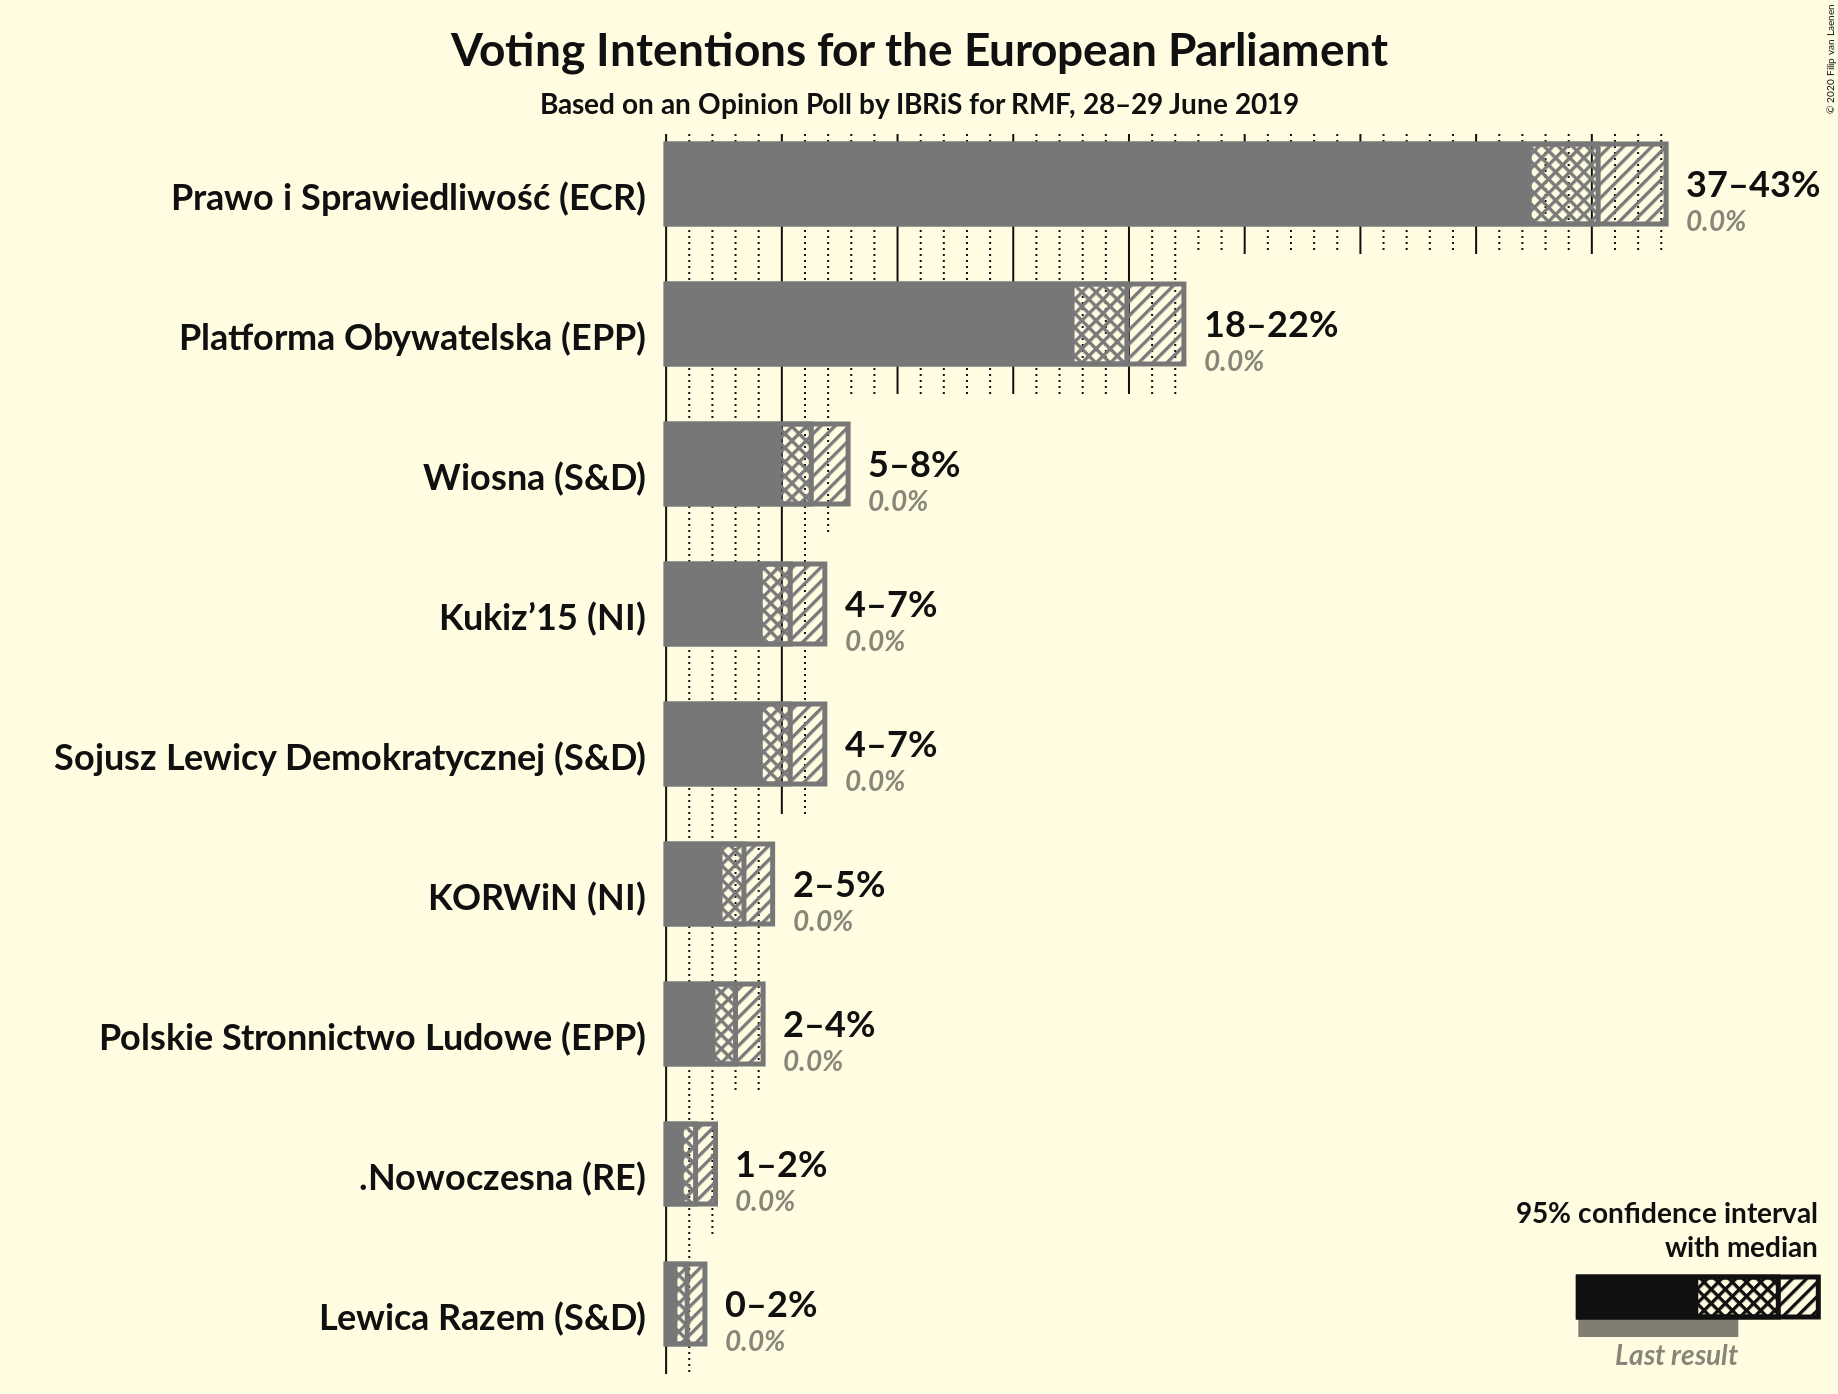 Voting Intentions for the European Parliament
Based on an Opinion Poll by IBRiS for RMF, 28–29 June 2019
© 2020 Filip van Laenen
Prawo i Sprawiedliwość (ECR)
37–43%
0.0%
Platforma Obywatelska (EPP)
18–22%
0.0%
Wiosna (S&D)
5–8%
0.0%
Kukiz’15 (NI)
4–7%
0.0%
Sojusz Lewicy Demokratycznej (S&D)
4–7%
0.0%
KORWiN (NI)
2–5%
0.0%
Polskie Stronnictwo Ludowe (EPP)
2–4%
0.0%
.Nowoczesna (RE)
1–2%
0.0%
Lewica Razem (S&D)
0–2%
0.0%
95% confidence interval
with median
Last result